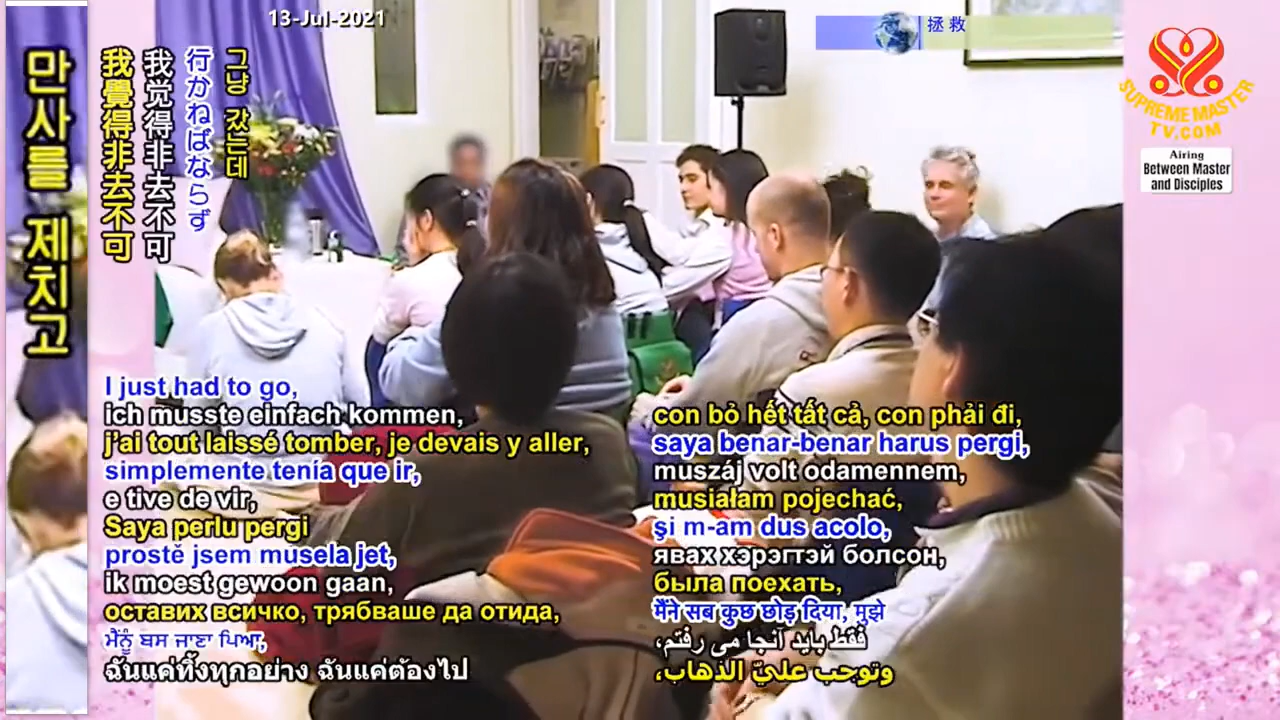 13-Jul-2021
拯救
SUPREME MASTER
TV.COM
Airing
Between Master
and Disciples
만사를 제치고
그냥 갔는데
行かねばならず
我觉得非去不可
我覺得非去不可
I just had to go,
ich musste einfach kommen,
j'ai tout laissé tomber, je devais y aller,
simplemente tenía que ir,
e tive de vir,
Saya perlu pergi
prostě jsem musela jet,
ik moest gewoon gaan,
оставих всичко, трябваше да отида,
ਮੈਨੂੰ ਬਸ ਜਾਣਾ ਪਿਆ,
ฉันแค่ทิ้งทุกอย่าง ฉันแค่ต้องไป
con bỏ hết tất cả, con phải đi,
saya benar-benar harus pergi,
muszáj volt odamennem,
musiałam pojechać,
şi m-am dus acolo,
явах хэрэгтэй болсон,
была поехать,
मैंने सब कुछ छोड़ दिया, मुझे
فقط باید آنجا می رفتم،
وتوجب عليّ الذهاب،